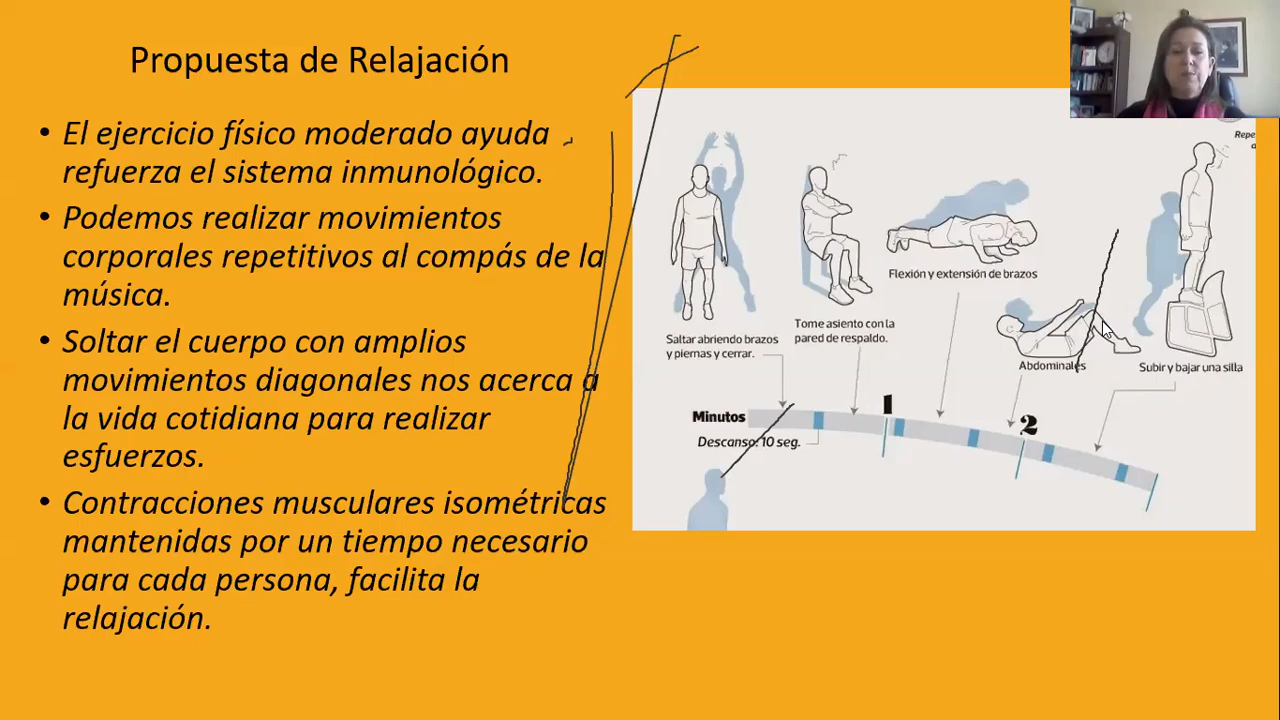 Propuesta de Relajación
• El ejercicio físico moderado ayuda
refuerza el sistema inmunológico.
• Podemos realizar movimientos
corporales repetitivos al compás de la
música.
• Soltar el cuerpo con amplios
movimientos diagonales nos acerca a
la vida cotidiana para realizar
esfuerzos.
• Contracciones musculares isométricas
mantenidas por un tiempo necesario
para cada persona, facilita la
relajación.
Saltar abriendo brazos
y piernas y cerrar.
Tome asiento con la
pared de respaldo.
Flexión y extensión de brazos
Abdominales
Subir y bajar una silla
Minutos
1
2
Descanso: 10 seg.